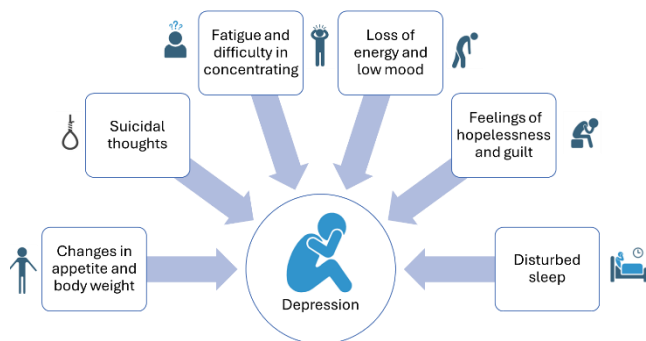 ???
Fatigue and
difficulty in
concentrating
Loss of
energy and
low mood
Suicidal
thoughts
Feelings of
hopelessness
and guilt
Changes in
appetite and
body weight
Disturbed
sleep
Depression